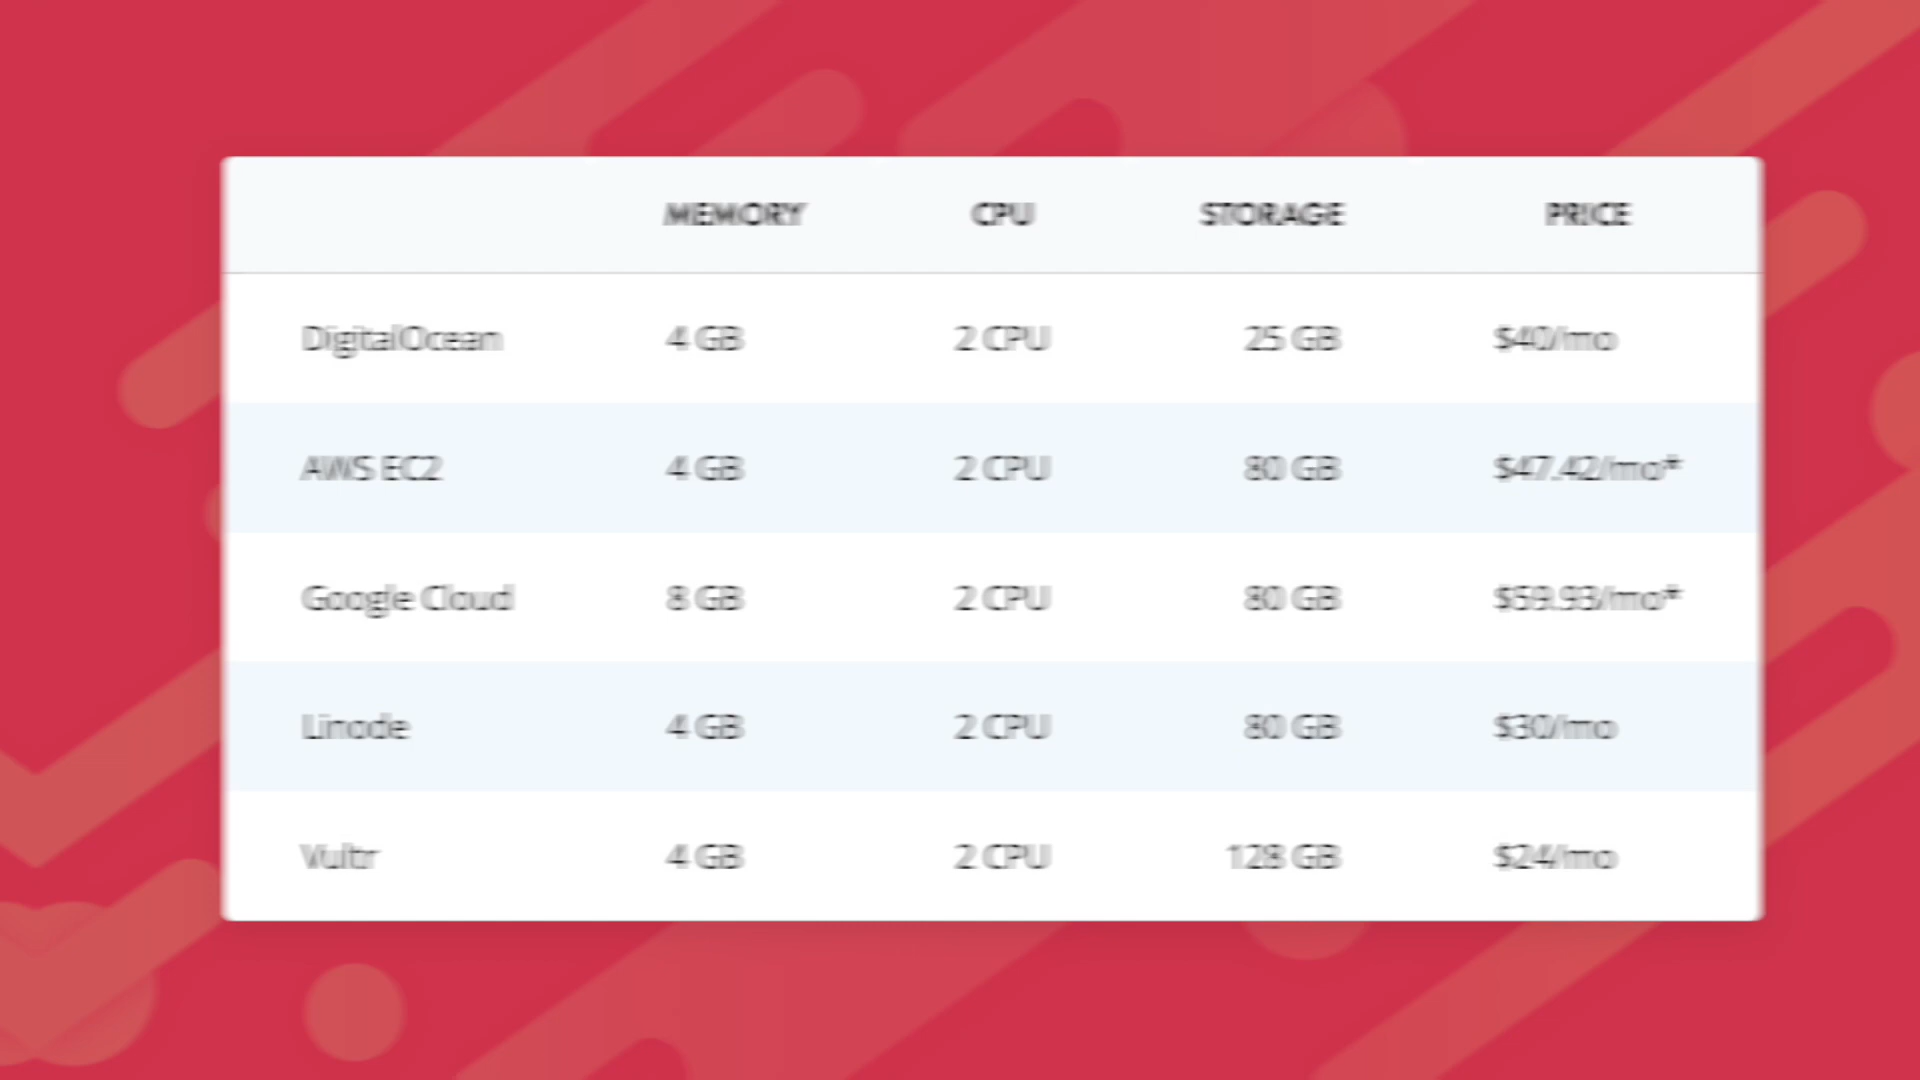 MEMORY CPU STORAGE PRICE
DigitalOcean 4 GB 2 CPU 25 GB $40/mo
AWS EC2 4 GB 2 CPU 80 GB $47.42/mo*
Google Cloud 8 GB 2 CPU 80 GB $59.93/mo*
Linode 4 GB 2 CPU 80 GB $30/mo
Vultr 4 GB 2 CPU 128 GB $24/mo